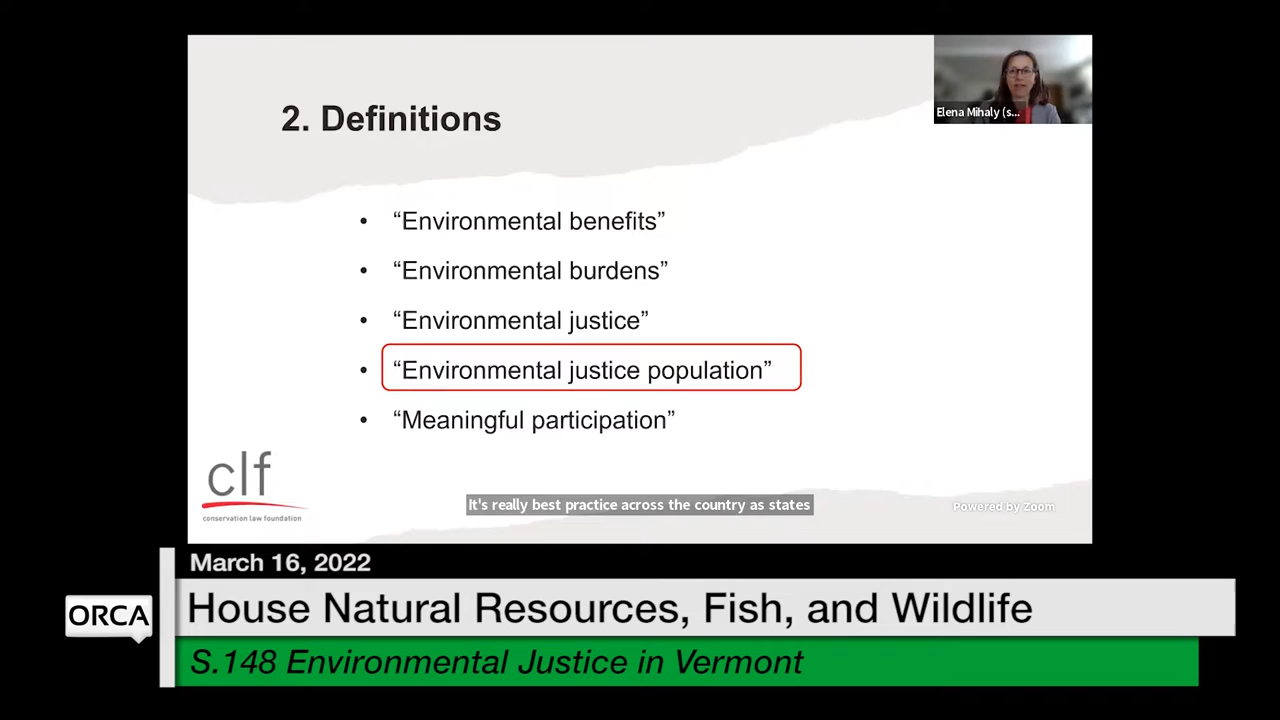 2. Definitions
Elena Mihaly (s...
• “Environmental benefits”
• “Environmental burdens”
• “Environmental justice”
• “Environmental justice population”
• “Meaningful participation”
clf
conservation law foundation
It's really best practice across the country as states
Powered by Zoom
March 16, 2022
ORCA
House Natural Resources, Fish, and Wildlife
S.148 Environmental Justice in Vermont